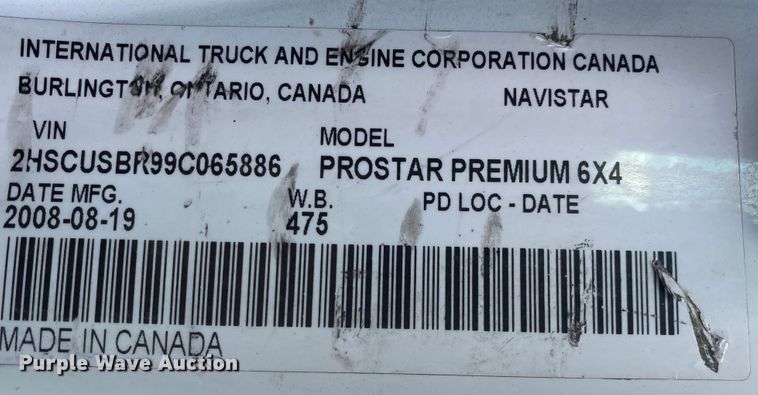 INTERNATIONAL TRUCK AND ENGINE CORPORATION CANADA
BURLINGTON, ONTARIO, CANADA NAVISTAR
VIN MODEL
2HSCUSBR99C065886 PROSTAR PREMIUM 6X4
DATE MFG. W.B. PD LOC - DATE
2008-08-19 475
MADE IN CANADA
Purple Wave Auction